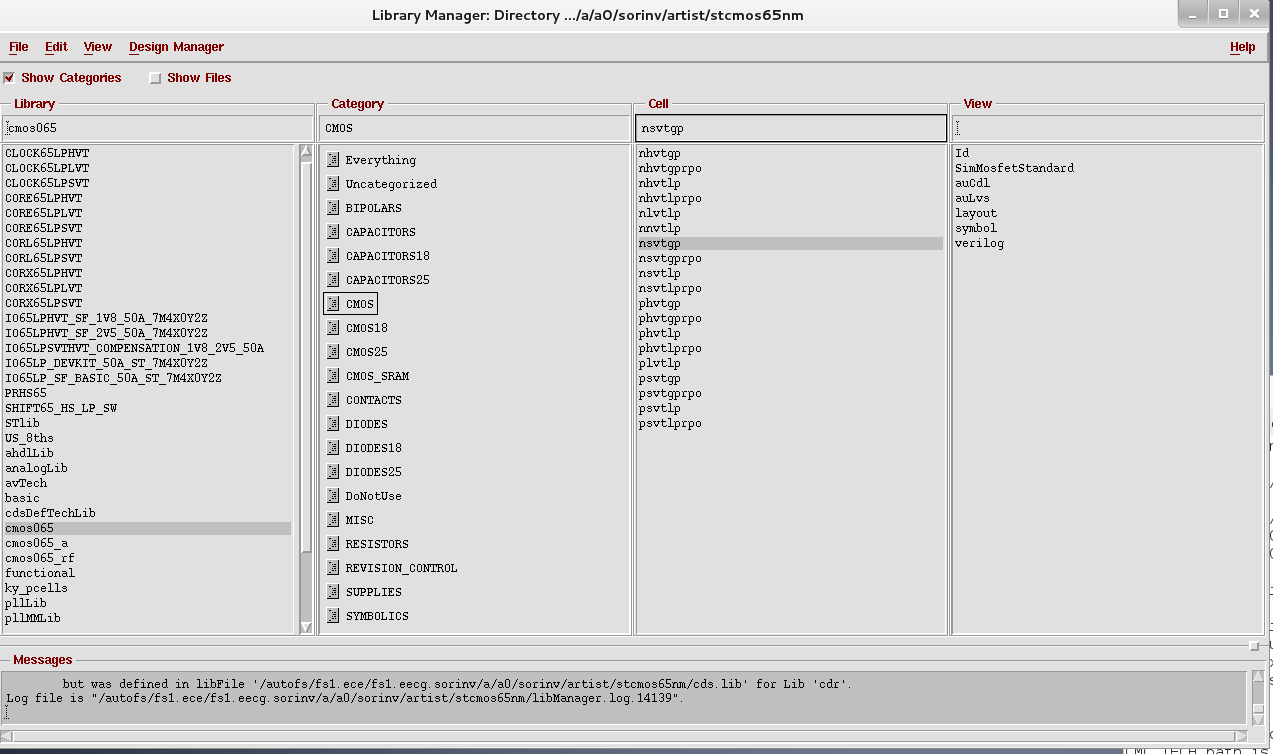 Library Manager: Directory .../a/a0/sorinv/artist/stcmos65nm
File Edit View Design Manager Help
Show Categories Show Files
Library
cmos065
CLOCK65LPHVT
CLOCK65LPLVT
CLOCK65LPSVT
CORE65LPHVT
CORE65LPLVT
CORE65LPSVT
CORL65LPHVT
CORL65LPSVT
CORX65LPHVT
CORX65LPLVT
CORX65LPSVT
IO65LPHVT_SF_1V8_50A_7M4X0Y2Z
IO65LPHVT_SF_2V5_50A_7M4X0Y2Z
IO65LPSVTHVT_COMPENSATION_1V8_2V5_50A
IO65LP_DEVKIT_50A_ST_7M4X0Y2Z
IO65LP_SF_BASIC_50A_ST_7M4X0Y2Z
PRHS65
SHIFT65_HS_LP_SW
STlib
US_8ths
ahdlLib
analogLib
avTech
basic
cdsDefTechLib
cmos065
cmos065_a
cmos065_rf
functional
ky_pcells
pllLib
pllMMLib
Category
CMOS
Everything
Uncategorized
BIPOLARS
CAPACITORS
CAPACITORS18
CAPACITORS25
CMOS
CMOS18
CMOS25
CMOS_SRAM
CONTACTS
DIODES
DIODES18
DIODES25
DoNotUse
MISC
RESISTORS
REVISION_CONTROL
SUPPLIES
SYMBOLICS
Cell
nsvtgp
nhvtgp
nhvtgprpo
nhvtlp
nhvtlprpo
nlvtlp
nnvtlp
nsvtgp
nsvtgprpo
nsvtlp
nsvtlprpo
phvtgp
phvtgprpo
phvtlp
phvtlprpo
plvtlp
psvtgp
psvtgprpo
psvtlp
psvtlprpo
View
Id
SimMosfetStandard
auCdl
auLvs
layout
symbol
verilog
Messages
but was defined in libFile '/autofs/fs1.ece/fs1.eecg.sorinv/a/a0/sorinv/artist/stcmos65nm/cds.lib' for Lib 'cdr'.
Log file is "/autofs/fs1.ece/fs1.eecg.sorinv/a/a0/sorinv/artist/stcmos65nm/libManager.log.14139".